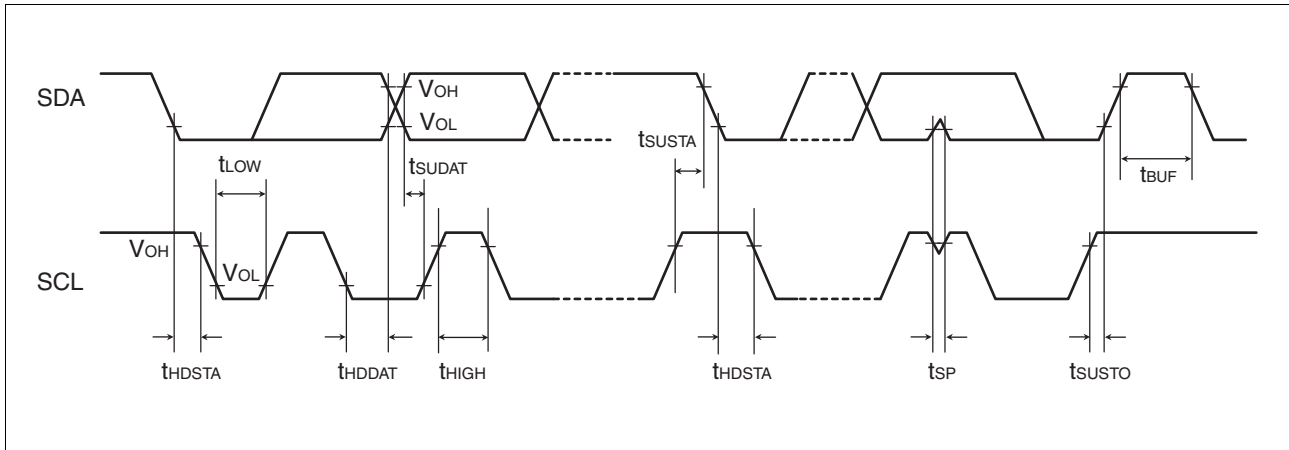 SDA
VOH
VOL
tLOW
tSUDAT
tSUSTA
tBUF
VOH
VOL
SCL
tHDSTA
tHDDAT
tHIGH
tHDSTA
tSP
tSUSTO